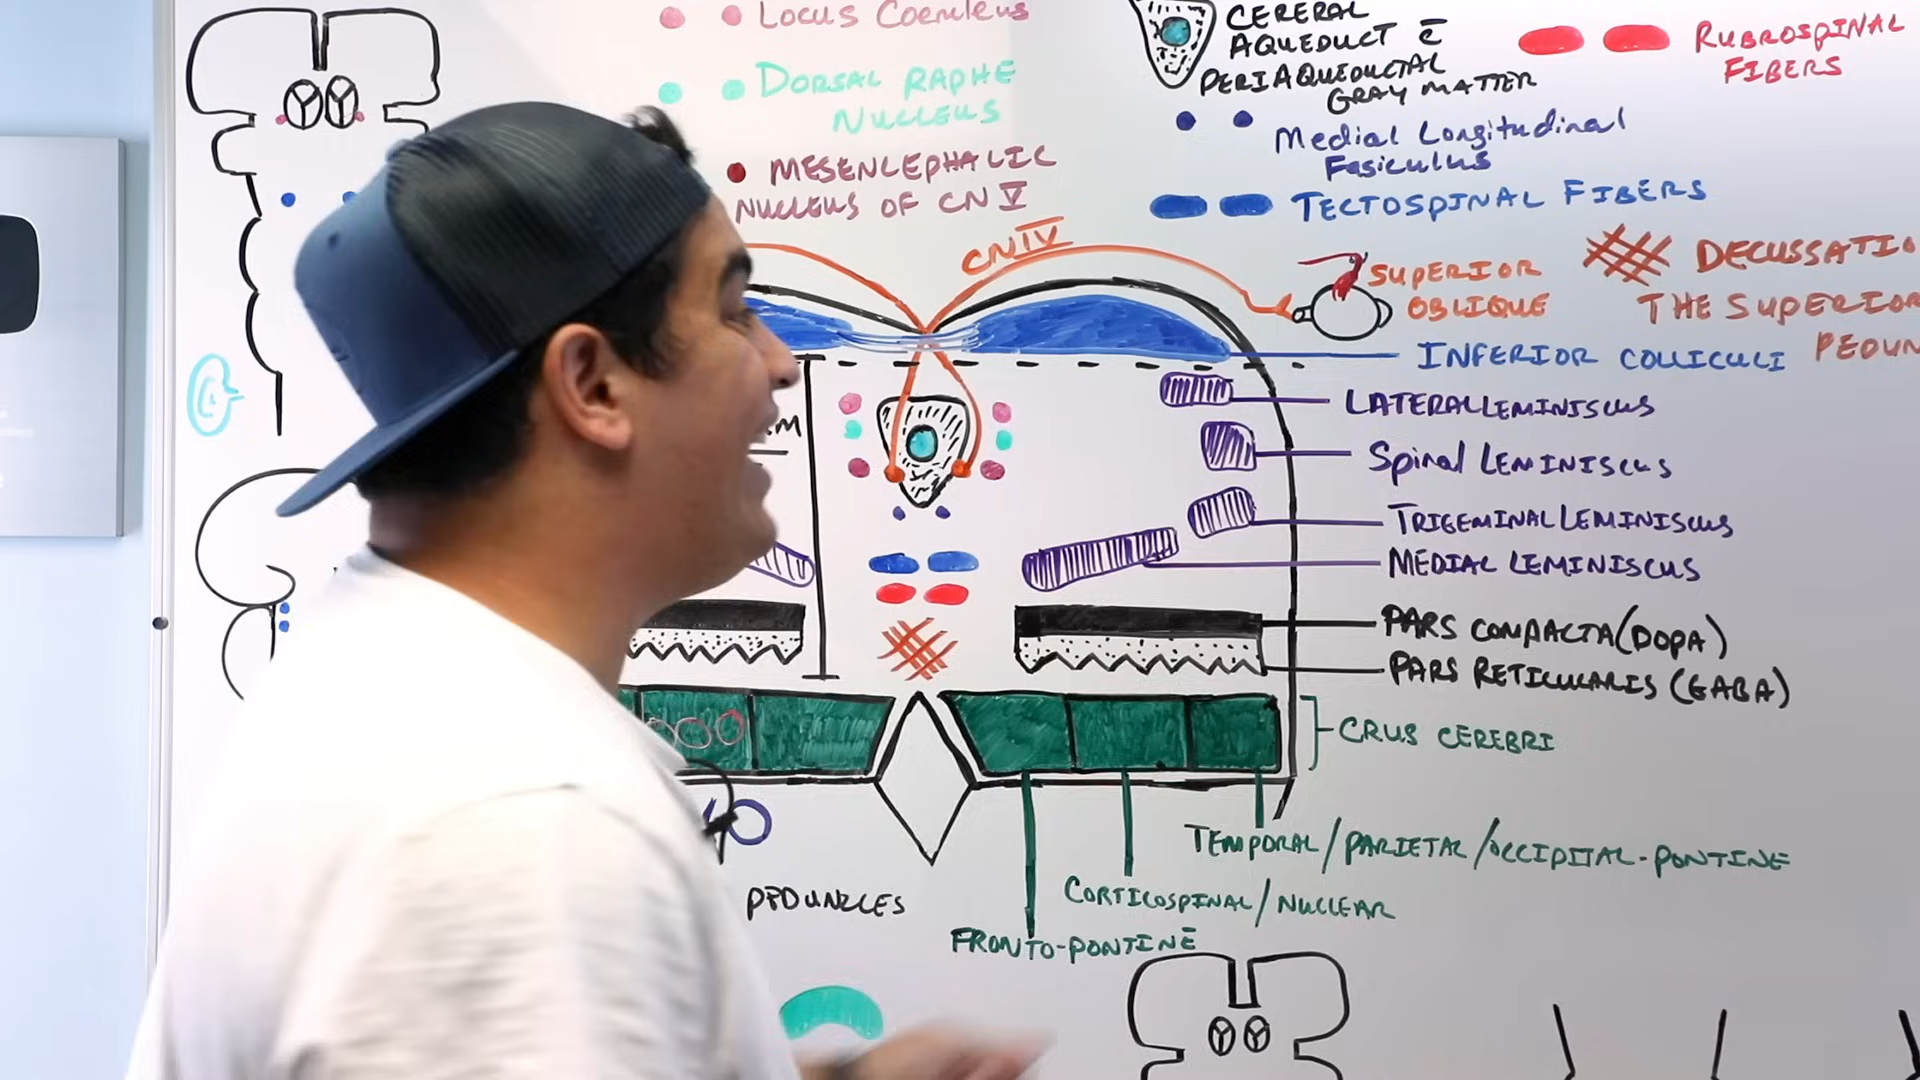 LOCUS COERULEUS
DORSAL RAPHE
NUCLEUS
MESENCEPHALIC
NUCLEUS OF CN V
CERERAL
AQUEDUCT c̄
PERIAQUEDUCTAL
GRAY MATTER
RUBROSPINAL
FIBERS
Medial Longitudinal
Fasiculus
TECTOSPINAL FIBERS
CN IV
SUPERIOR
OBLIQUE
DECUSSATIO
THE SUPERIOR
PEDUN
INFERIOR COLLICULI
LATERAL LEMINISCUS
Spinal LEMINISCUS
TRIGEMINAL LEMINISCUS
MEDIAL LEMINISCUS
PARS COMPACTA (DOPA)
PARS RETICULARIS (GABA)
CRUS CEREBRI
TEMPORAL/PARIETAL/OCCIPITAL-PONTINE
CORTICOSPINAL/NUCLEAR
FRONTO-PONTINE
PEDUNCLES